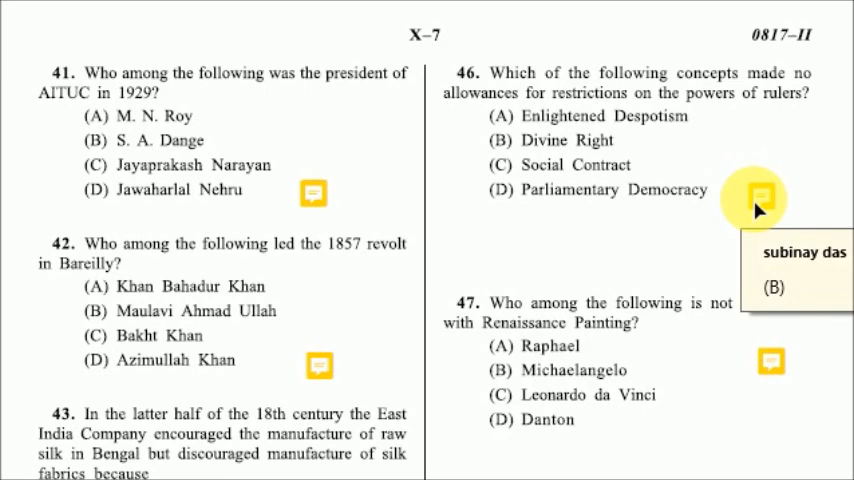 X–7
0817–II
41. Who among the following was the president of
AITUC in 1929?
(A) M. N. Roy
(B) S. A. Dange
(C) Jayaprakash Narayan
(D) Jawaharlal Nehru
42. Who among the following led the 1857 revolt
in Bareilly?
(A) Khan Bahadur Khan
(B) Maulavi Ahmad Ullah
(C) Bakht Khan
(D) Azimullah Khan
43. In the latter half of the 18th century the East
India Company encouraged the manufacture of raw
silk in Bengal but discouraged manufacture of silk
fabrics because
46. Which of the following concepts made no
allowances for restrictions on the powers of rulers?
(A) Enlightened Despotism
(B) Divine Right
(C) Social Contract
(D) Parliamentary Democracy
subinay das
(B)
47. Who among the following is not
with Renaissance Painting?
(A) Raphael
(B) Michaelangelo
(C) Leonardo da Vinci
(D) Danton